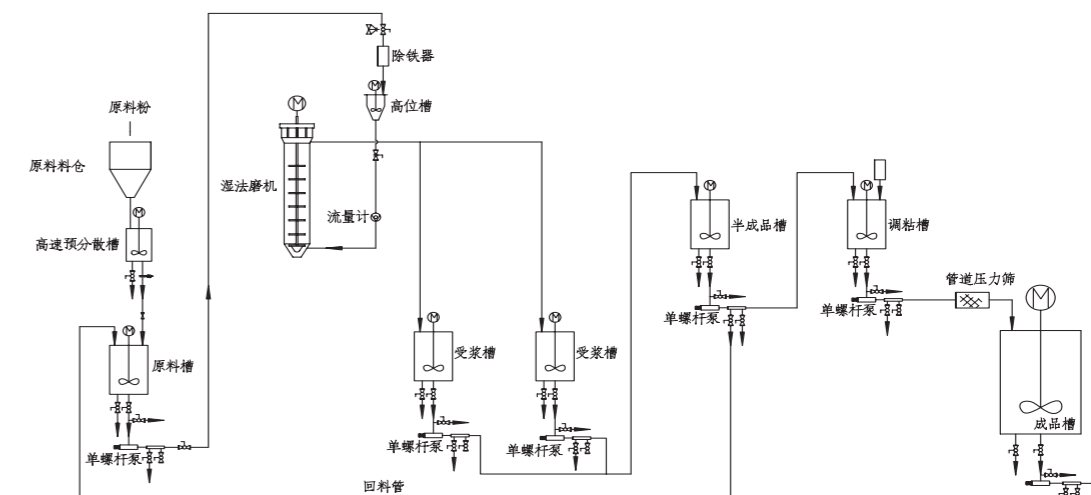 除铁器
高位槽
原料粉
原料料仓
湿法磨机
流量计
高速预分散槽
半成品槽
调粘槽
管道压力筛
单螺杆泵
单螺杆泵
原料槽
受浆槽
受浆槽
成品槽
单螺杆泵
单螺杆泵
单螺杆泵
回料管
M
M
M
M
M
M
M
M
M
M